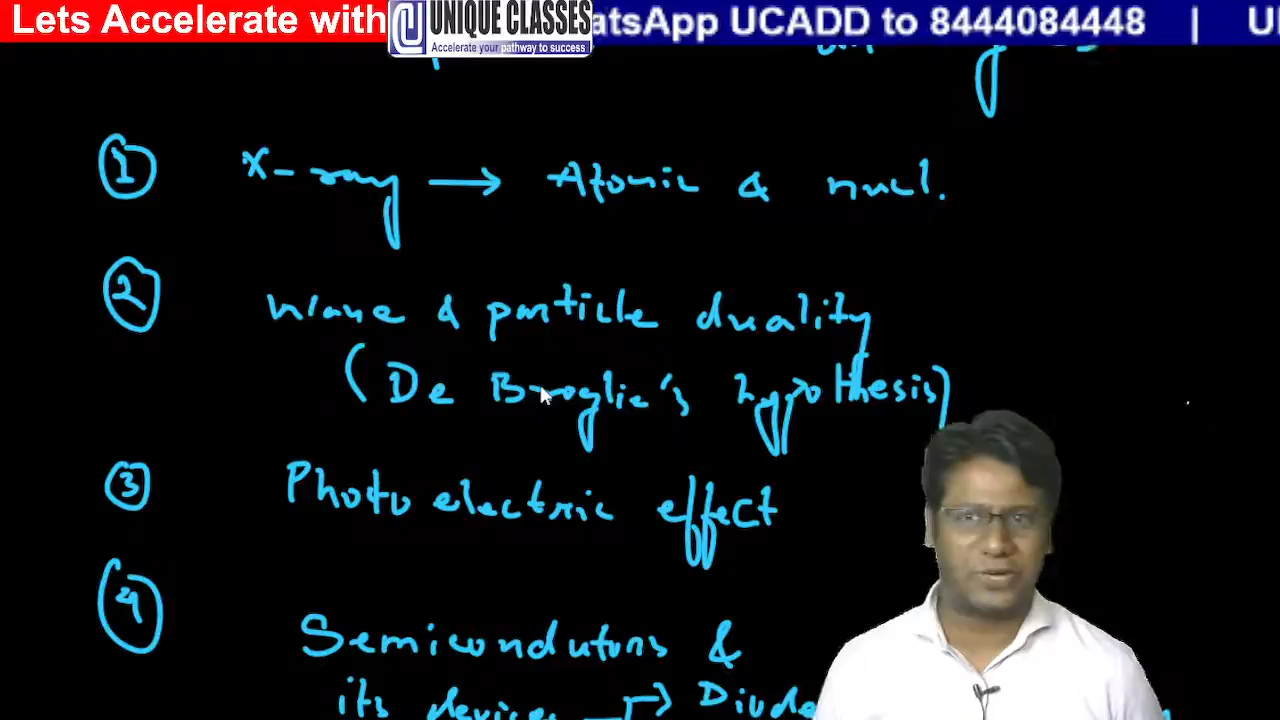 Lets Accelerate with UNIQUE CLASSES atsApp UCADD to 8444084448 | U
Accelerate your pathway to success
1 X-ray → Atomic & nucl.
2 Wave & particle duality
(De Broglie's hypothesis)
3 Photo electric effect
4 Semicondutors &
its devices → Diode